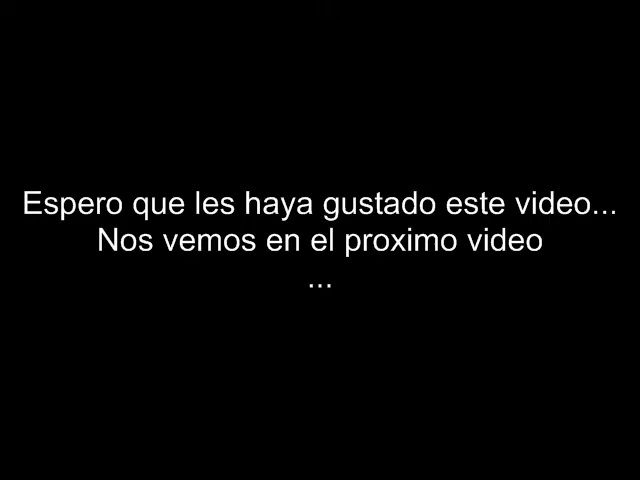 Espero que les haya gustado este video...
Nos vemos en el proximo video
...